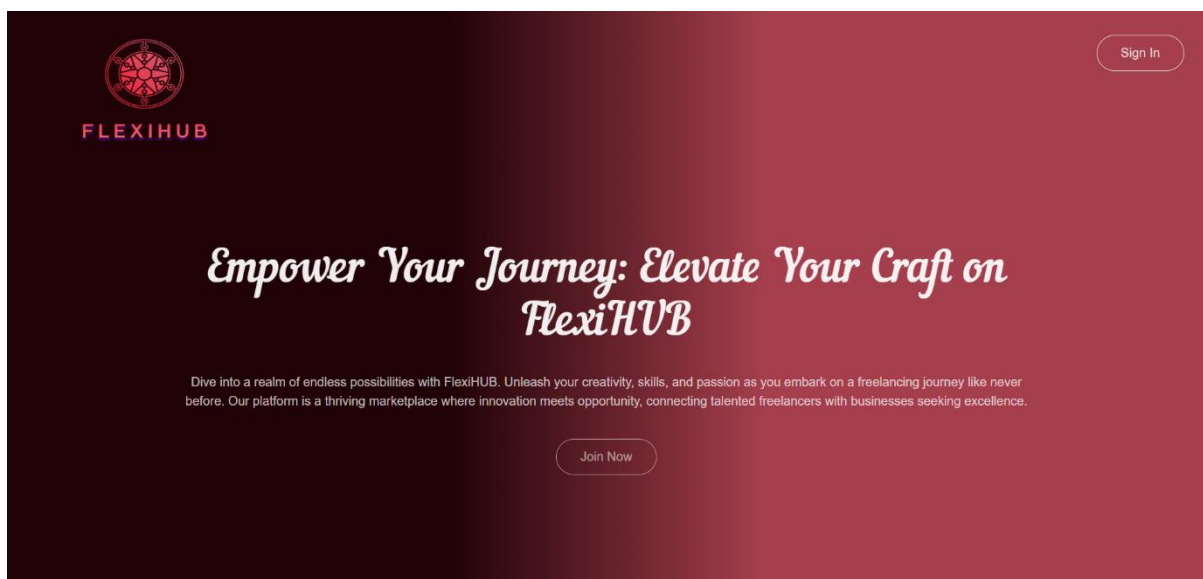 FLEXIHUB
Sign In
Empower Your Journey: Elevate Your Craft on
FlexiHUB
Dive into a realm of endless possibilities with FlexiHUB. Unleash your creativity, skills, and passion as you embark on a freelancing journey like never
before. Our platform is a thriving marketplace where innovation meets opportunity, connecting talented freelancers with businesses seeking excellence.
Join Now